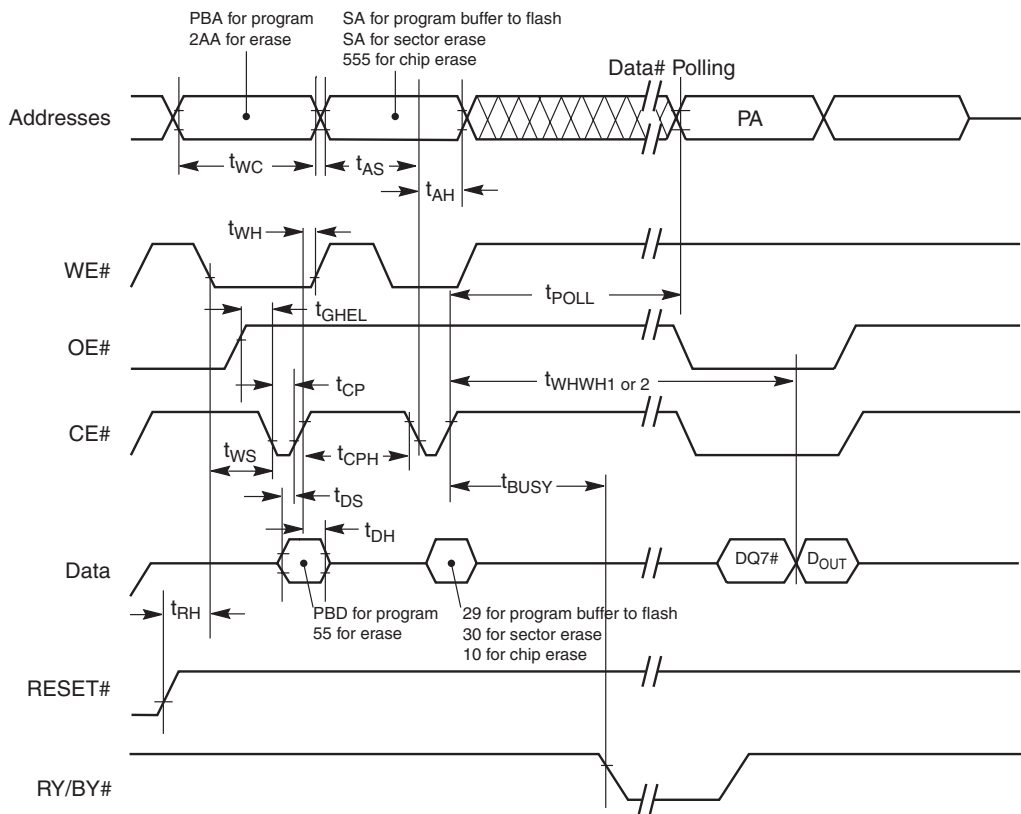 PBA for program
2AA for erase
SA for program buffer to flash
SA for sector erase
555 for chip erase
Data# Polling
Addresses
PA
tWC
tAS
tAH
tWH
WE#
tPOLL
tGHEL
OE#
tWHWH1 or 2
tCP
CE#
tWS
tCPH
tBUSY
tDS
tDH
Data
DQ7#
DOUT
tRH
PBD for program
55 for erase
29 for program buffer to flash
30 for sector erase
10 for chip erase
RESET#
RY/BY#